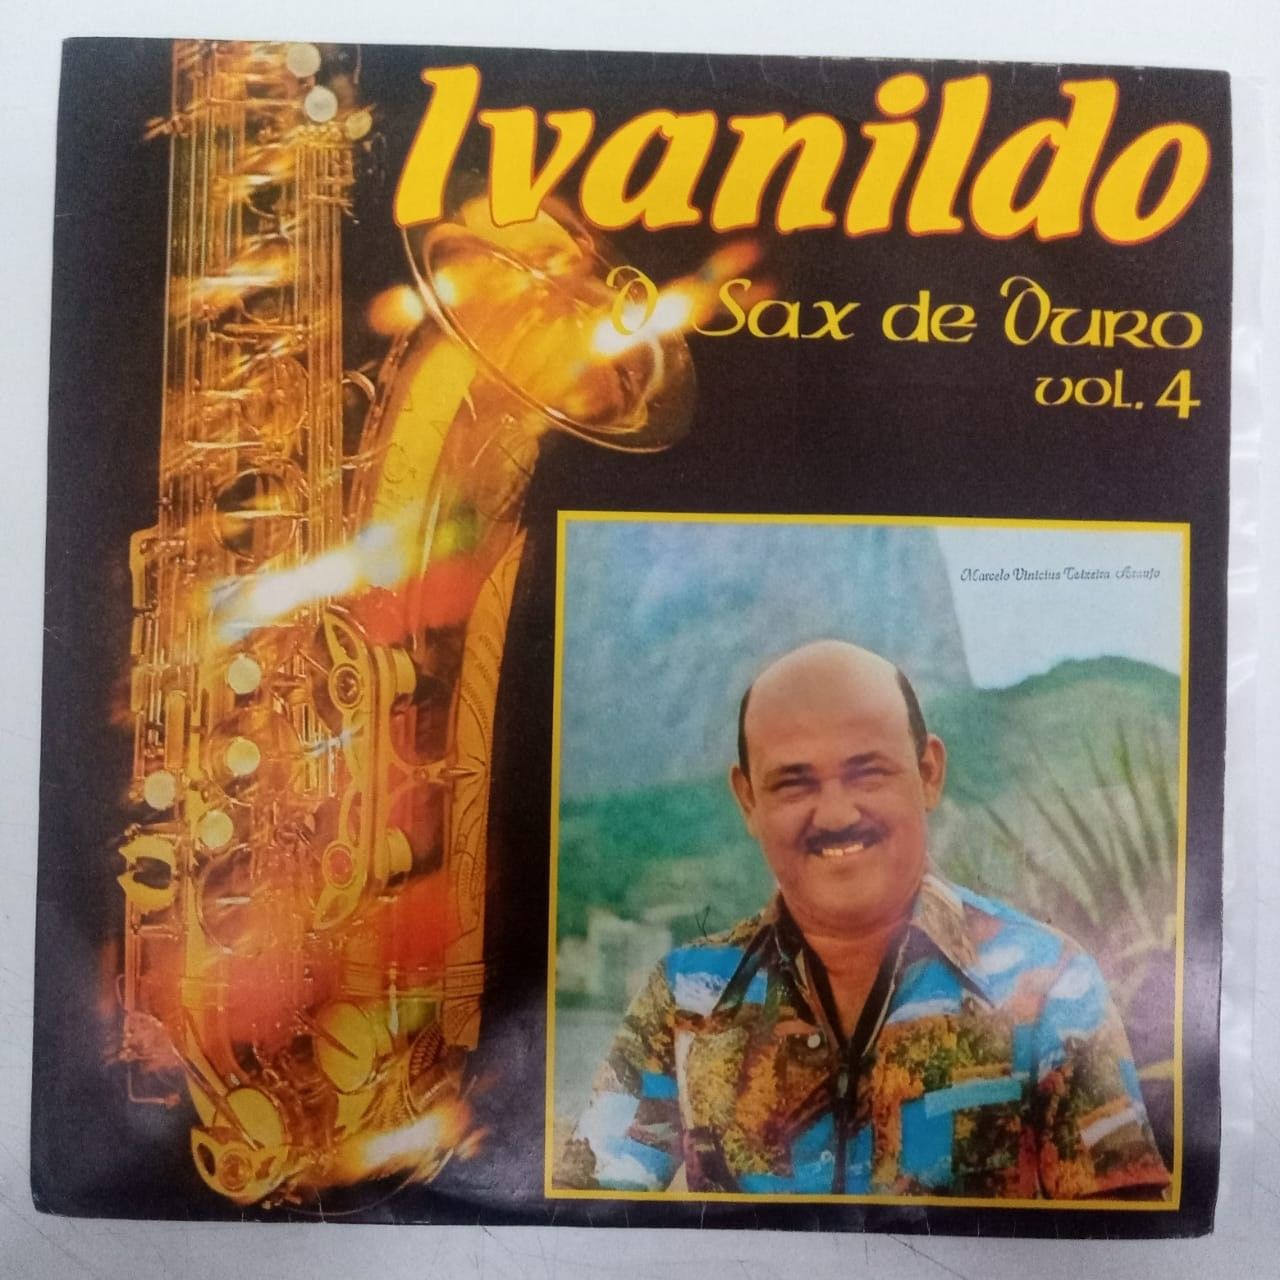 Ivanildo
O Sax de Ouro
vol. 4
Marcelo Vinicius Teixeira Araujo